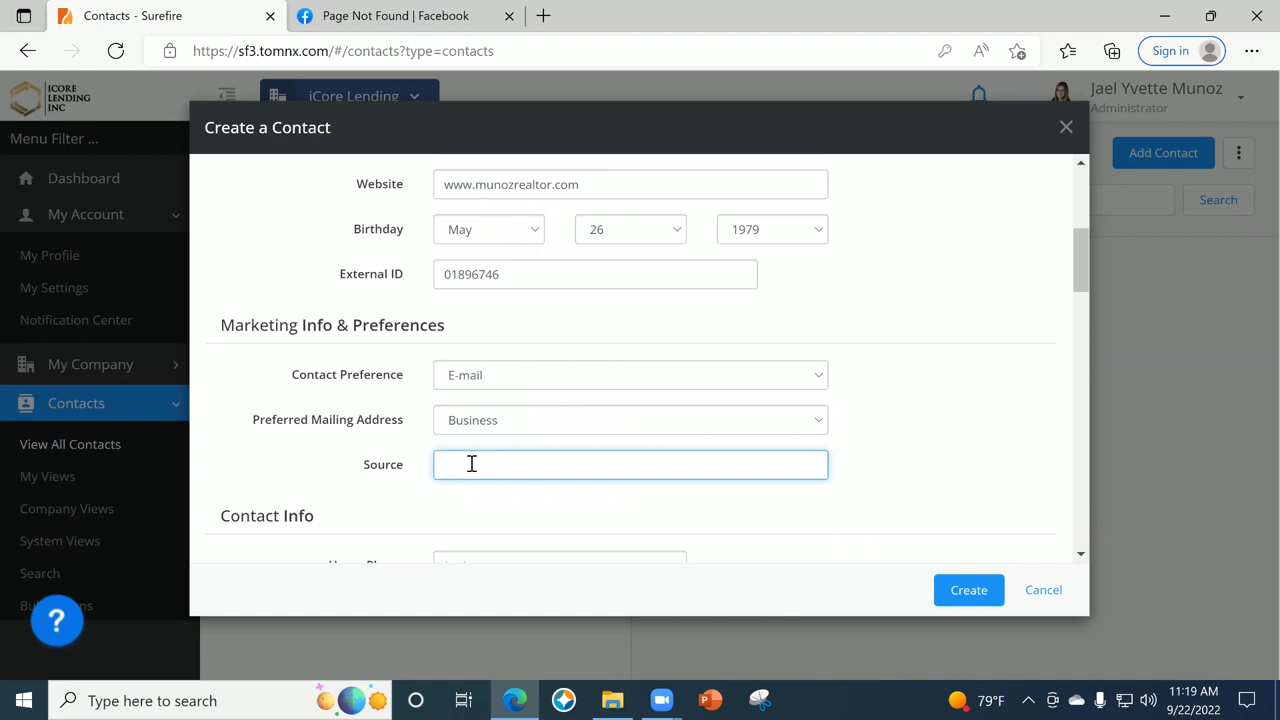 Contacts - Surefire
Page Not Found | Facebook
https://sf3.tomnx.com/#/contacts?type=contacts
Sign in
ICORE
LENDING
INC
iCore Lending
Jael Yvette Munoz
Administrator
Menu Filter ...
Dashboard
My Account
My Profile
My Settings
Notification Center
My Company
Contacts
View All Contacts
My Views
Company Views
System Views
Search
?
Add Contact
Search
Create a Contact
Website
www.munozrealtor.com
Birthday
May
26
1979
External ID
01896746
Marketing Info & Preferences
Contact Preference
E-mail
Preferred Mailing Address
Business
Source
Contact Info
Create
Cancel
Type here to search
79°F
11:19 AM
9/22/2022